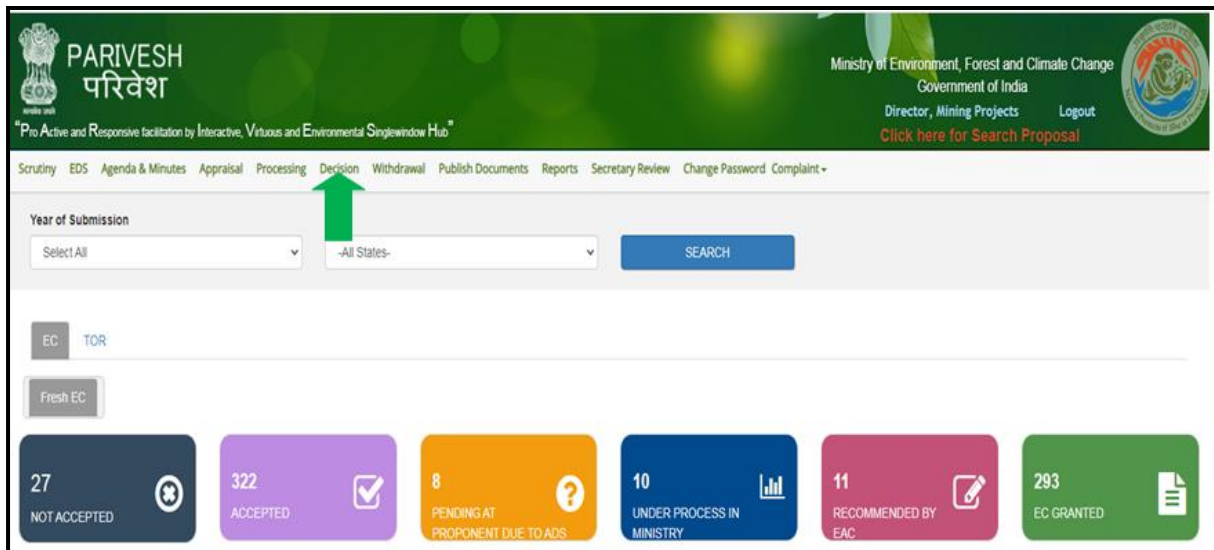 PARIVESH
परिवेश
"Pro Active and Responsive facilitation by Interactive, Virtuous and Environmental Singlewindow Hub"
Ministry of Environment, Forest and Climate Change
Government of India
Director, Mining Projects Logout
Click here for Search Proposal
Scrutiny EDS Agenda & Minutes Appraisal Processing Decision Withdrawal Publish Documents Reports Secretary Review Change Password Complaint
Year of Submission
Select All -All States- SEARCH
EC TOR
Fresh EC
27
NOT ACCEPTED
322
ACCEPTED
8
PENDING AT
PROPONENT DUE TO ADS
10
UNDER PROCESS IN
MINISTRY
11
RECOMMENDED BY
EAC
293
EC GRANTED